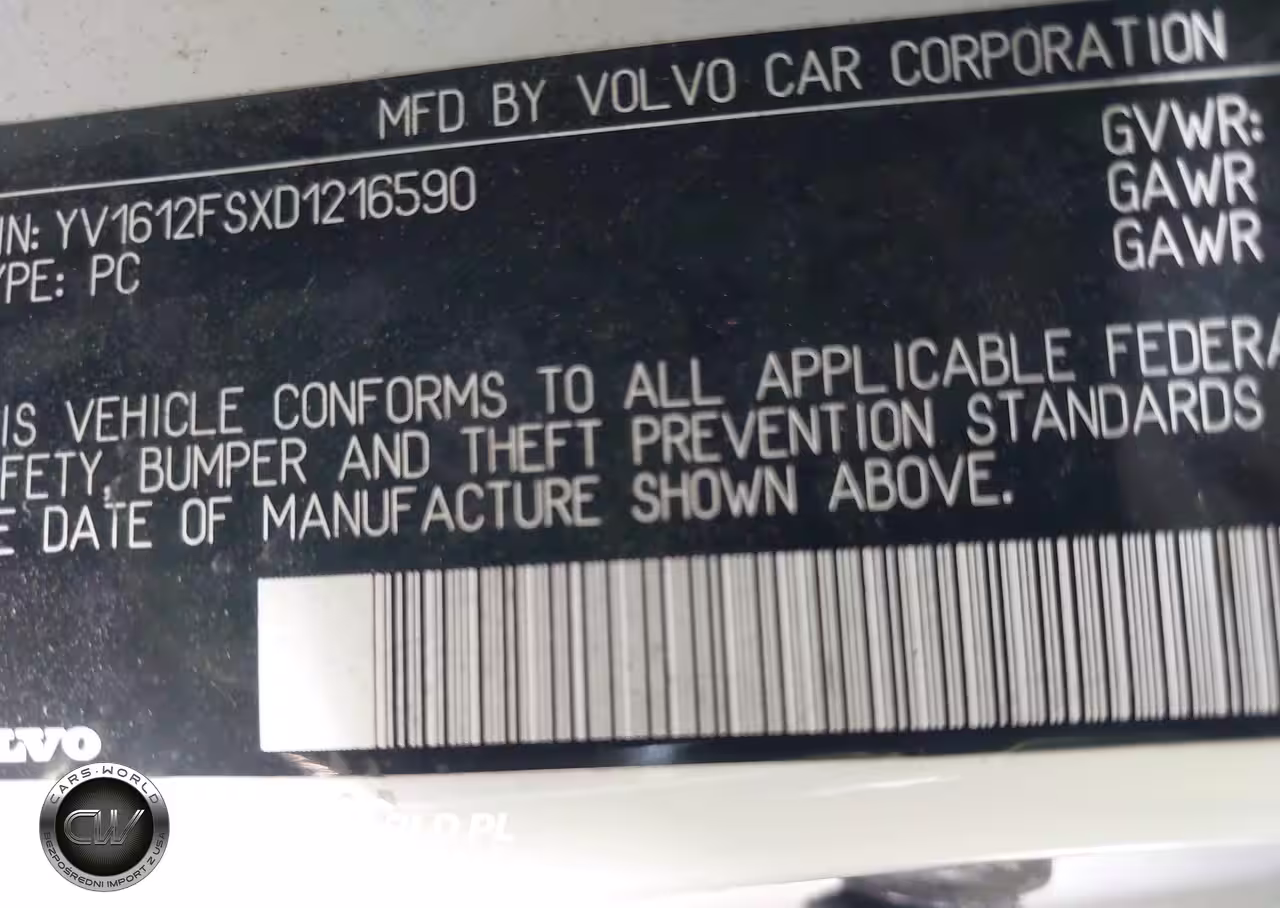 MFD BY VOLVO CAR CORPORATION
IN: YV1612FSXD1216590
YPE: PC
GVWR:
GAWR
GAWR
IS VEHICLE CONFORMS TO ALL APPLICABLE FEDERA
FETY, BUMPER AND THEFT PREVENTION STANDARDS
E DATE OF MANUFACTURE SHOWN ABOVE.
LVO
CARS-WORLD
CW
BEZPOŚREDNI IMPORT Z USA